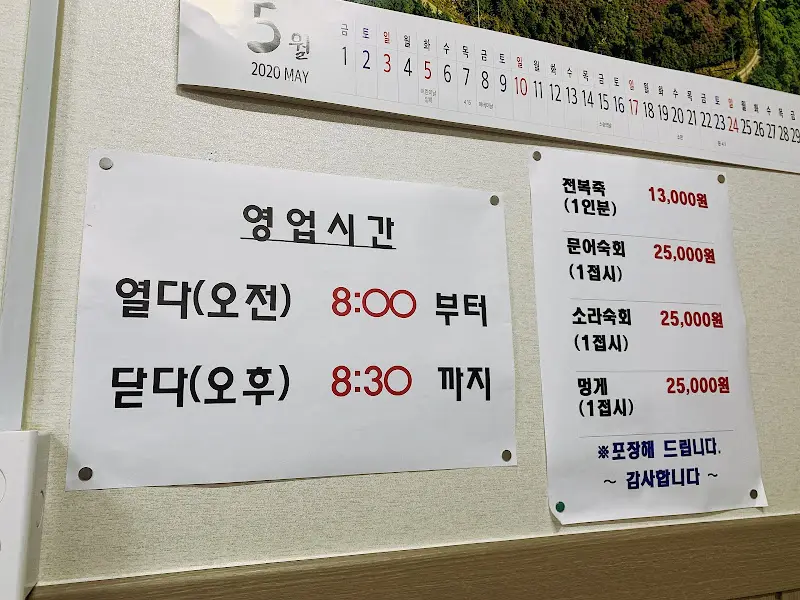 5월
2020 MAY
금 토 일 월 화 수 목 금 일 월 화 수 목 금 토 일 월 화 수 목 금 토 일 월 화 수 목 금
1 2 3 4 5 6 7 8 9 10 11 12 13 14 15 16 17 18 19 20 21 22 23 24 25 26 27 28 29
영업시간
열다(오전) 8:00 부터
닫다(오후) 8:30 까지
전복죽 13,000원
(1인분)
문어숙회 25,000원
(1접시)
소라숙회 25,000원
(1접시)
멍게 25,000원
(1접시)
※포장해 드립니다.
~ 감사합니다 ~